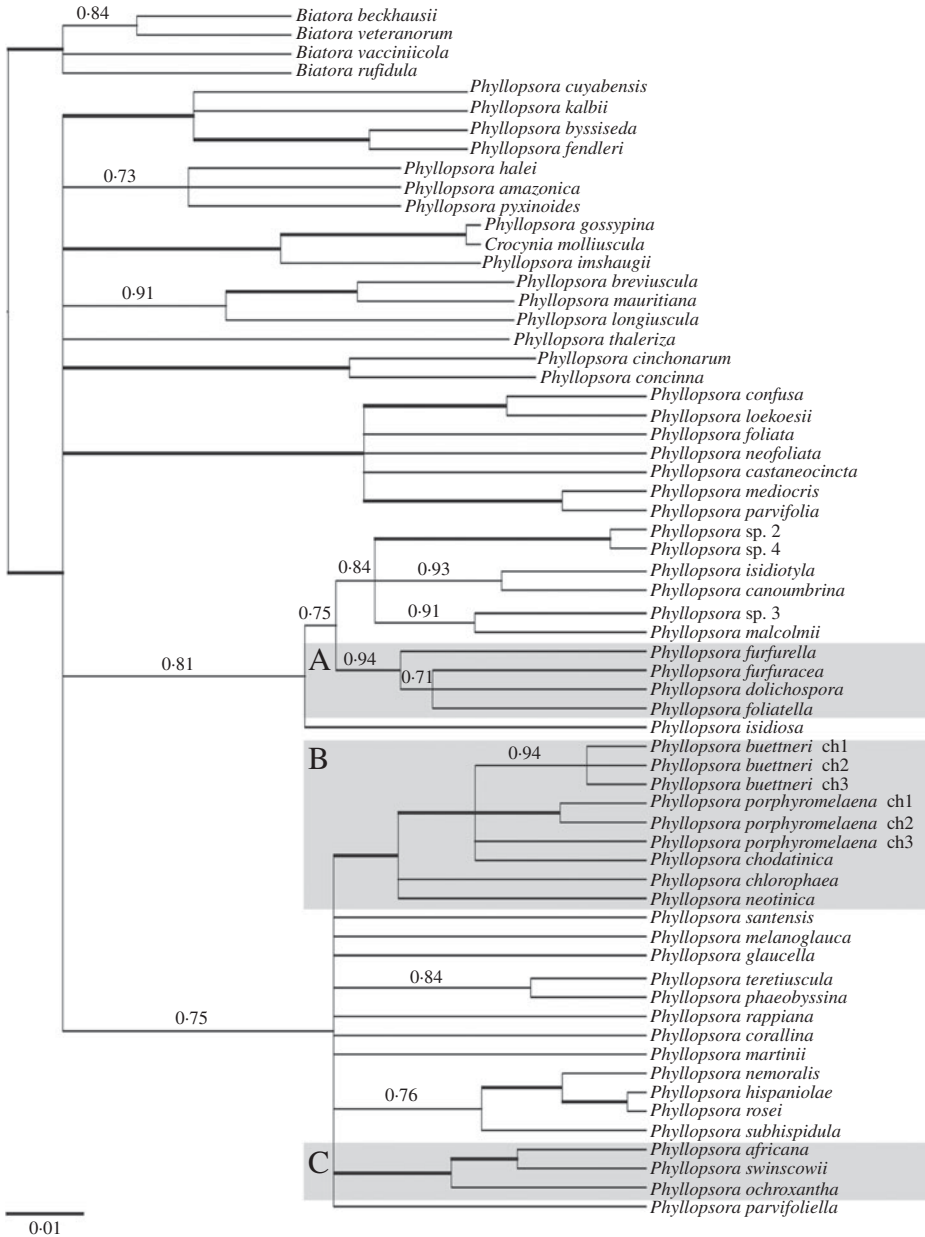 0·84
Biatora beckhausii
Biatora veteranorum
Biatora vacciniicola
Biatora rufidula
Phyllopsora cuyabensis
Phyllopsora kalbii
Phyllopsora byssiseda
Phyllopsora fendleri
0·73
Phyllopsora halei
Phyllopsora amazonica
Phyllopsora pyxinoides
Phyllopsora gossypina
Crocynia molliuscula
Phyllopsora imshaugii
0·91
Phyllopsora breviuscula
Phyllopsora mauritiana
Phyllopsora longiuscula
Phyllopsora thaleriza
Phyllopsora cinchonarum
Phyllopsora concinna
Phyllopsora confusa
Phyllopsora loekoesii
Phyllopsora foliata
Phyllopsora neofoliata
Phyllopsora castaneocincta
Phyllopsora mediocris
Phyllopsora parvifolia
Phyllopsora sp. 2
Phyllopsora sp. 4
0·84
0·93
Phyllopsora isidiotyla
Phyllopsora canoumbrina
0·75
0·91
Phyllopsora sp. 3
Phyllopsora malcolmii
0·81
A
0·94
0·71
Phyllopsora furfurella
Phyllopsora furfuracea
Phyllopsora dolichospora
Phyllopsora foliatella
Phyllopsora isidiosa
B
0·94
Phyllopsora buettneri ch1
Phyllopsora buettneri ch2
Phyllopsora buettneri ch3
Phyllopsora porphyromelaena ch1
Phyllopsora porphyromelaena ch2
Phyllopsora porphyromelaena ch3
Phyllopsora chodatinica
Phyllopsora chlorophaea
Phyllopsora neotinica
Phyllopsora santensis
Phyllopsora melanoglauca
Phyllopsora glaucella
0·84
Phyllopsora teretiuscula
Phyllopsora phaeobyssina
0·75
Phyllopsora rappiana
Phyllopsora corallina
Phyllopsora martinii
0·76
Phyllopsora nemoralis
Phyllopsora hispaniolae
Phyllopsora rosei
Phyllopsora subhispidula
C
Phyllopsora africana
Phyllopsora swinscowii
Phyllopsora ochroxantha
Phyllopsora parvifoliella
0·01